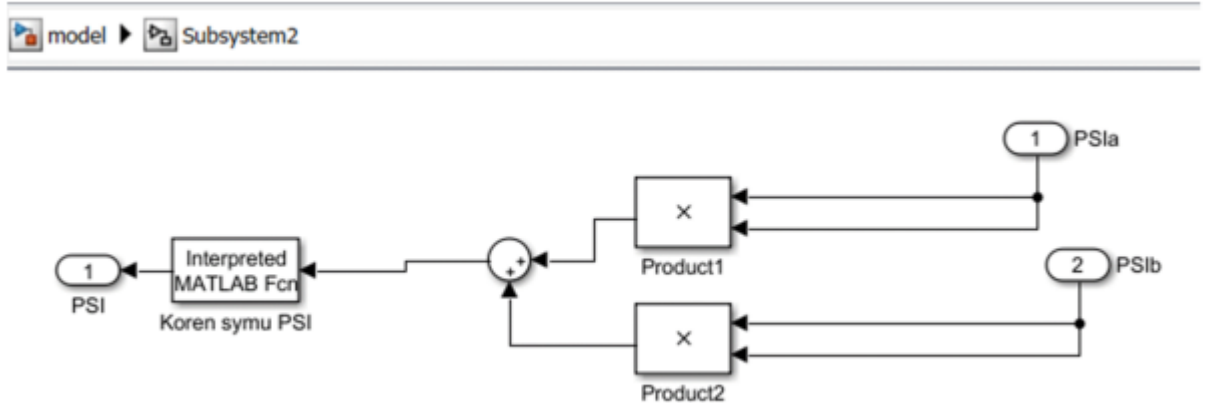 model ▶ Subsystem2
1 PSIa
×
Product1
Interpreted
MATLAB Fcn
Koren symu PSI
1
PSI
+
+
2 PSIb
×
Product2